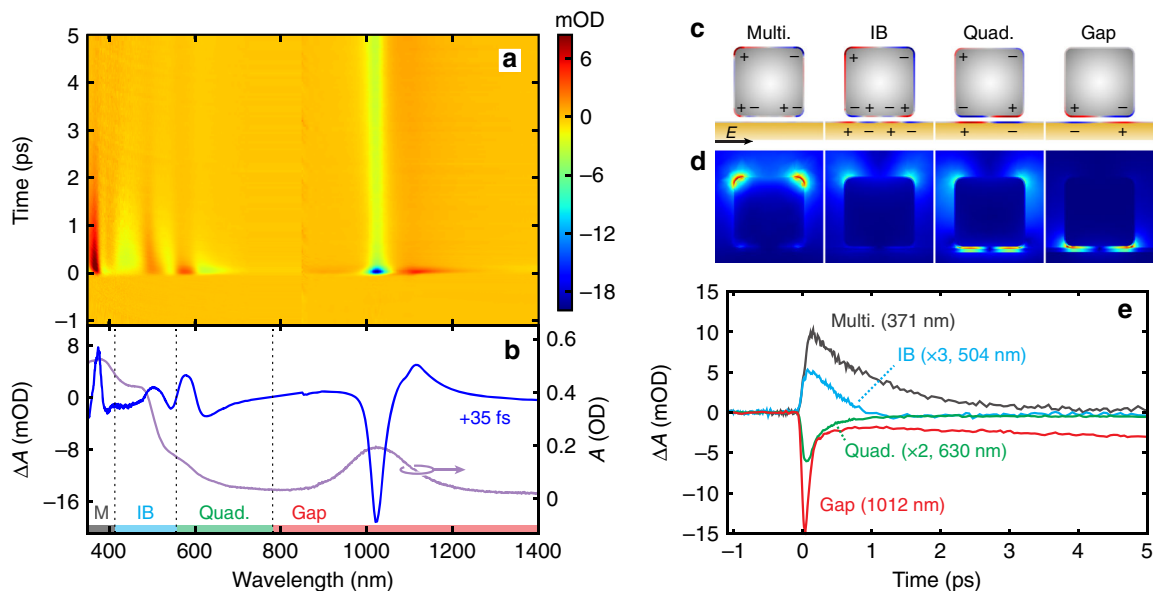 mOD
5
4
3
2
1
0
−1
Time (ps)
a
6
0
−6
−12
−18
8
0
−8
−16
ΔA (mOD)
b
+35 fs
0.6
0.4
0.2
0
A (OD)
M IB Quad. Gap
400 600 800 1000 1200 1400
Wavelength (nm)
c Multi. IB Quad. Gap
+ − + − + − 
+ − + − − + − + − + + −
E + − + − + − − +
d
15
10
5
0
−5
−10
−15
ΔA (mOD)
e
Multi. (371 nm)
IB (×3, 504 nm)
Quad. (×2, 630 nm)
Gap (1012 nm)
−1 0 1 2 3 4 5
Time (ps)